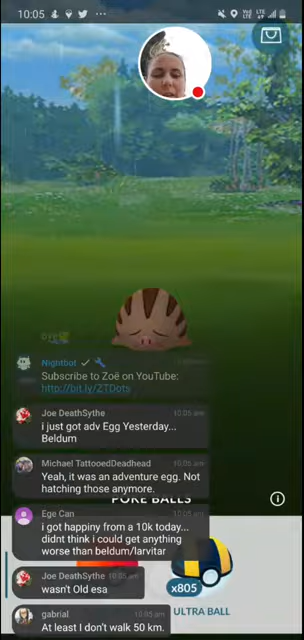 10:05
Nightbot
Subscribe to Zoë on YouTube:
http://bit.ly/ZTDots
Joe DeathSythe 10:05 am
i just got adv Egg Yesterday...
Beldum
Michael TattooedDeadhead 10:05 am
Yeah, it was an adventure egg. Not
hatching those anymore.
POKÉ BALLS
Ege Can 10:05 am
i got happiny from a 10k today...
didnt think i could get anything
worse than beldum/larvitar
Joe DeathSythe 10:05 am
wasn't Old esa
x805
ULTRA BALL
gabrial 10:05 am
At least I don't walk 50 km.